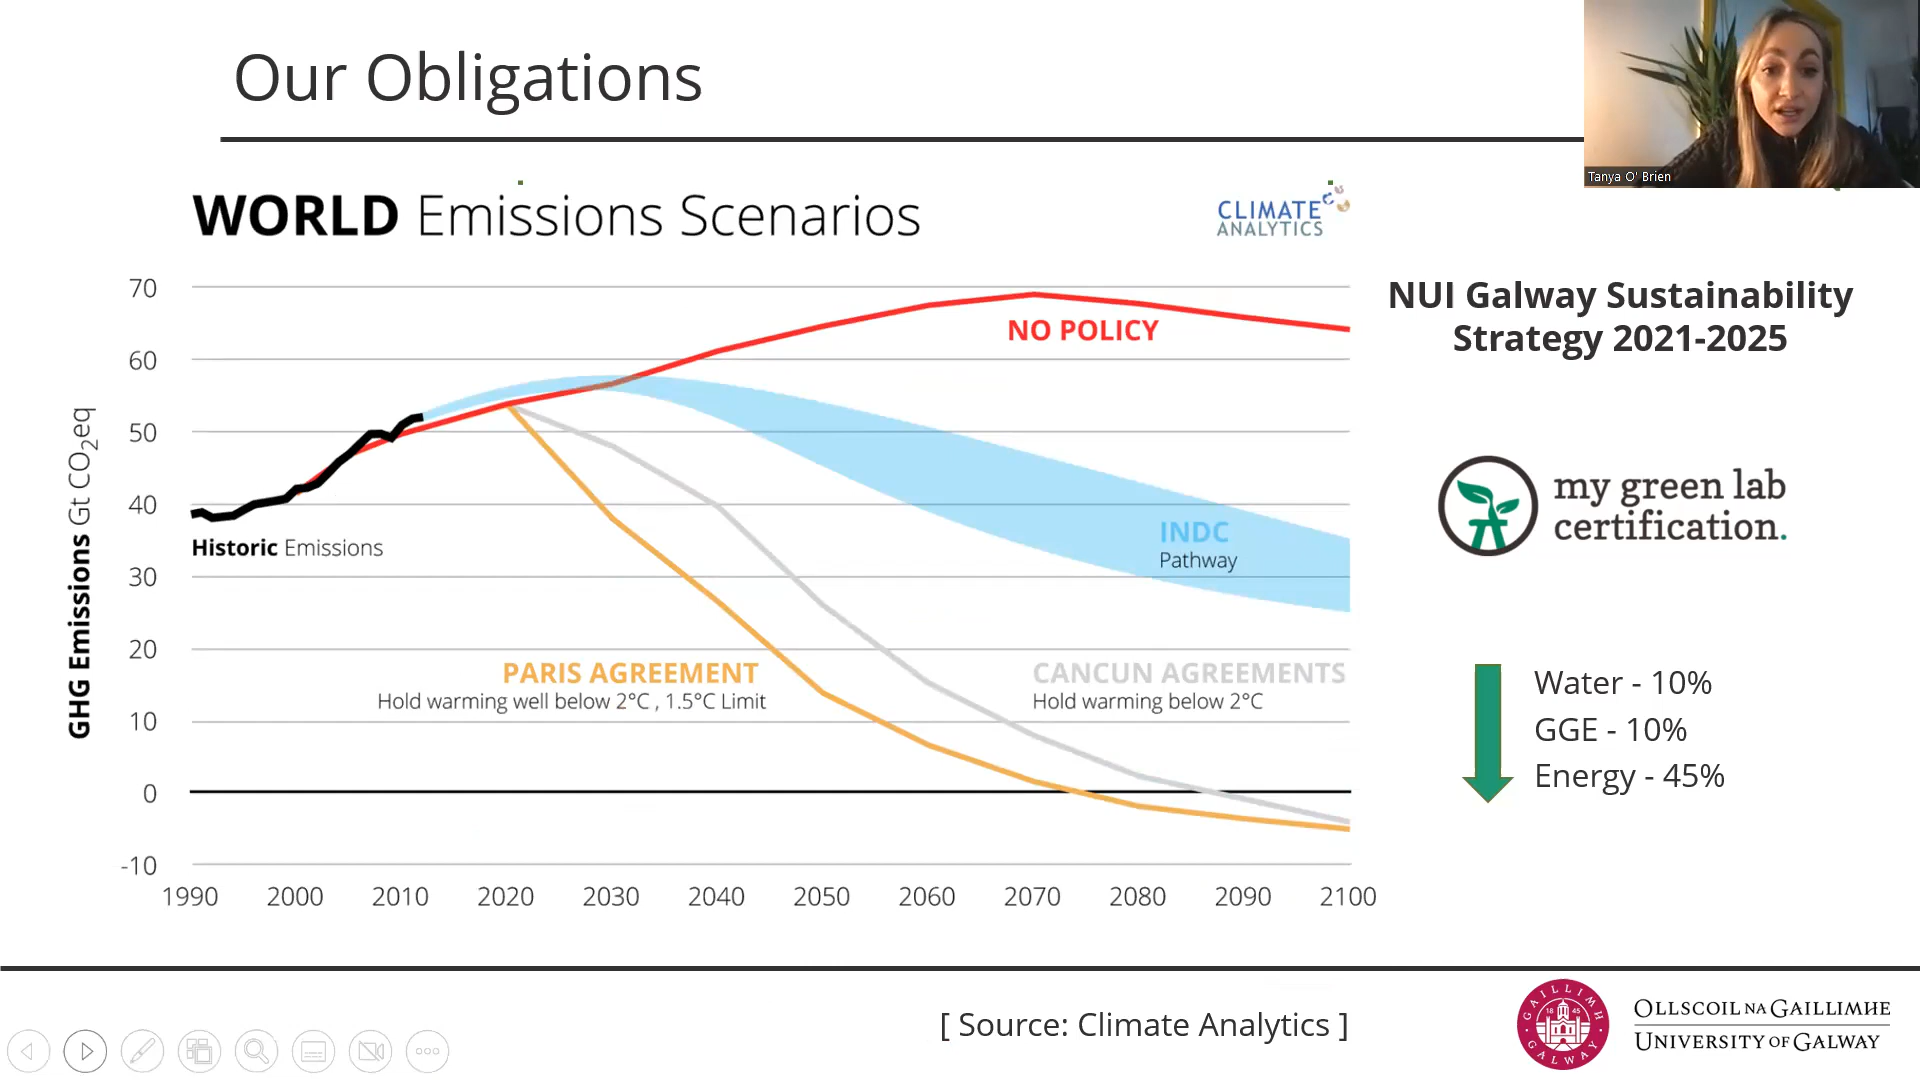 Our Obligations
Tanya O' Brien
WORLD Emissions Scenarios
CLIMATE
ANALYTICS
GHG Emissions Gt CO2eq
70
60
50
40
30
20
10
0
-10
NO POLICY
Historic Emissions
INDC
Pathway
PARIS AGREEMENT
Hold warming well below 2°C , 1.5°C Limit
CANCUN AGREEMENTS
Hold warming below 2°C
1990 2000 2010 2020 2030 2040 2050 2060 2070 2080 2090 2100
NUI Galway Sustainability
Strategy 2021-2025
my green lab
certification.
Water - 10%
GGE - 10%
Energy - 45%
[ Source: Climate Analytics ]
GAILLIMH
18 45
GALWAY
OLLSCOIL NA GAILLIMHE
UNIVERSITY OF GALWAY